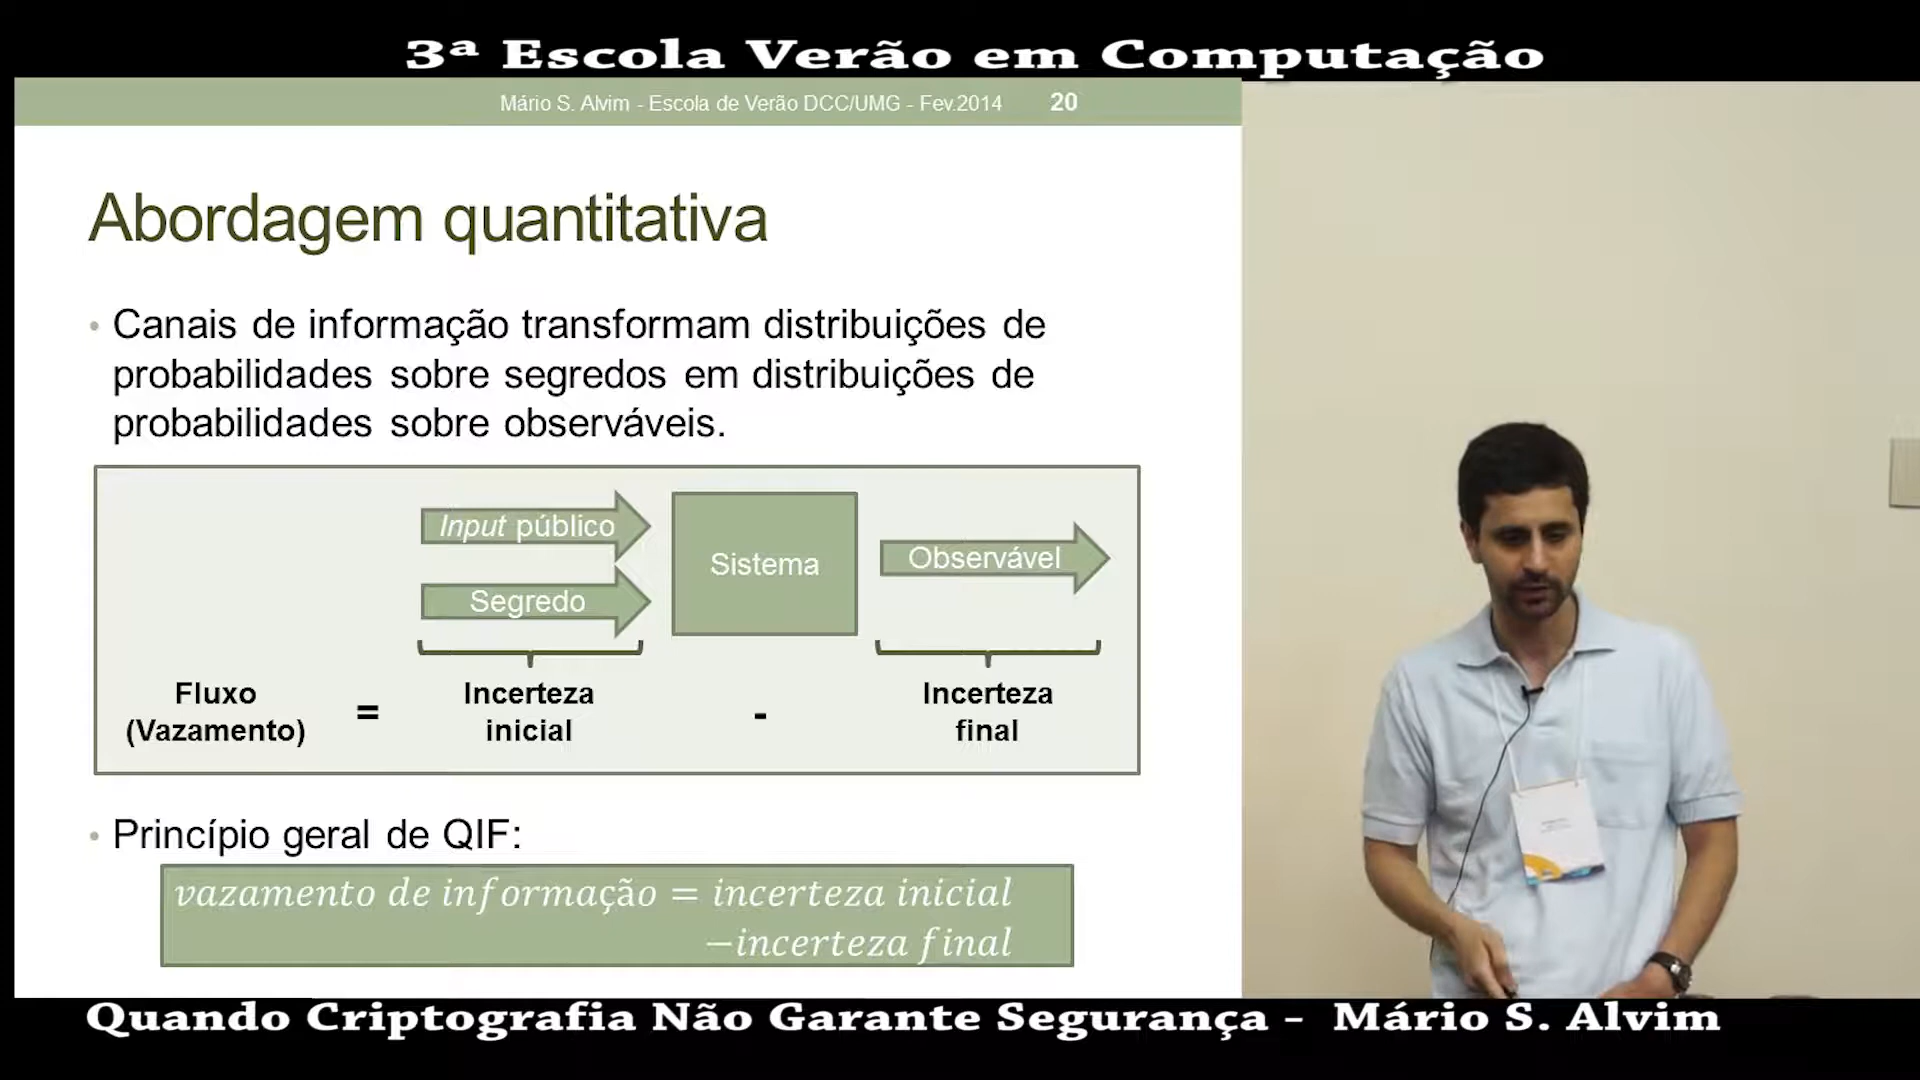 3ª Escola Verão em Computação
Mário S. Alvim - Escola de Verão DCC/UMG - Fev.2014 20
Abordagem quantitativa
• Canais de informação transformam distribuições de
probabilidades sobre segredos em distribuições de
probabilidades sobre observáveis.
Input público
Segredo
Sistema
Observável
Fluxo
(Vazamento)
=
Incerteza
inicial
-
Incerteza
final
• Princípio geral de QIF:
vazamento de informação = incerteza inicial
−incerteza final
Quando Criptografia Não Garante Segurança - Mário S. Alvim